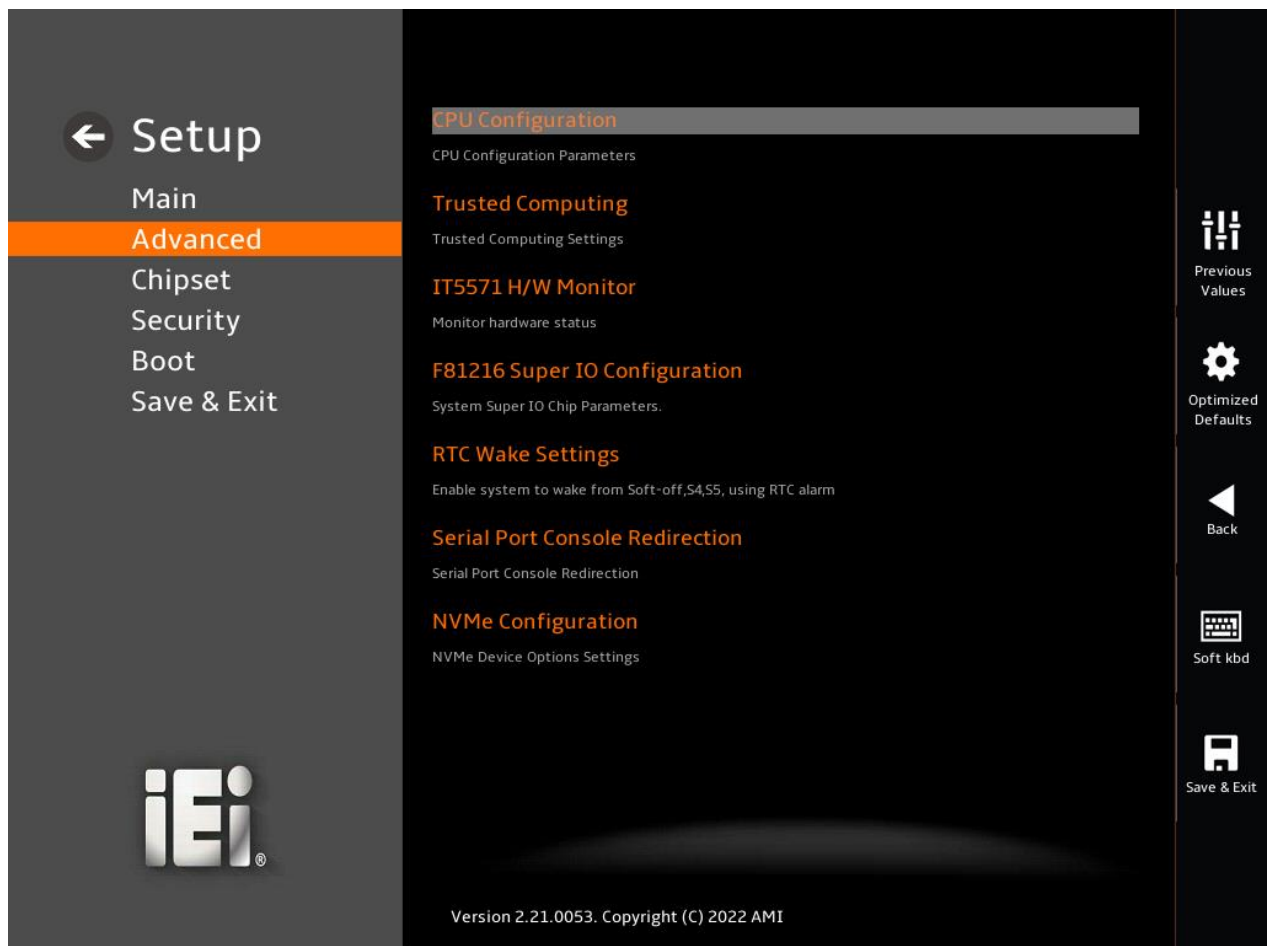 Setup
Main
Advanced
Chipset
Security
Boot
Save & Exit
iEi®
CPU Configuration
CPU Configuration Parameters
Trusted Computing
Trusted Computing Settings
IT5571 H/W Monitor
Monitor hardware status
F81216 Super IO Configuration
System Super IO Chip Parameters.
RTC Wake Settings
Enable system to wake from Soft-off,S4,S5, using RTC alarm
Serial Port Console Redirection
Serial Port Console Redirection
NVMe Configuration
NVMe Device Options Settings
Version 2.21.0053. Copyright (C) 2022 AMI
Previous
Values
Optimized
Defaults
Back
Soft kbd
Save & Exit